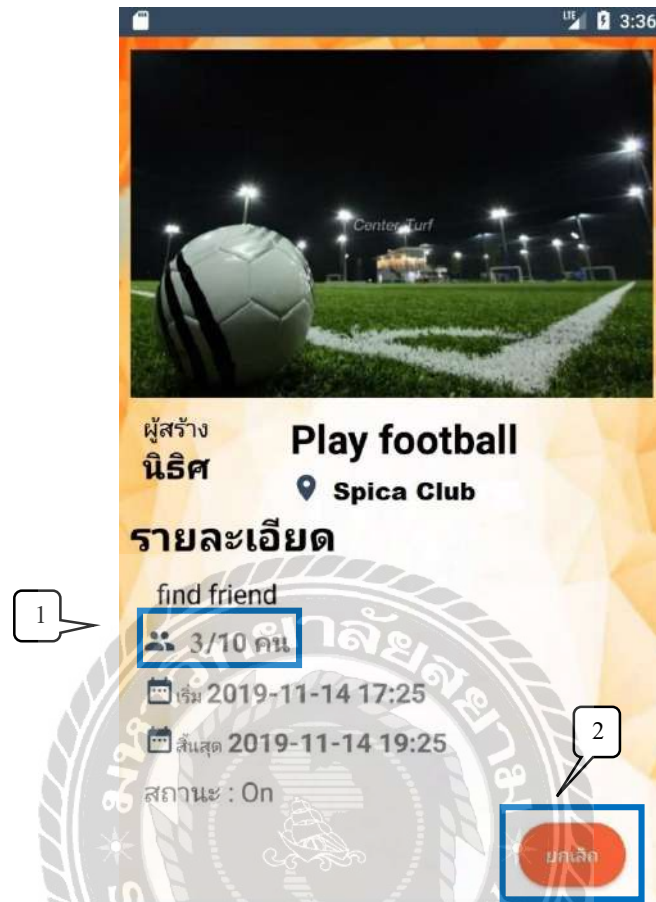 LTE 3:36
Center Turf
ผู้สร้าง
นิธิศ
Play football
Spica Club
รายละเอียด
find friend
1
3/10 คน
เริ่ม 2019-11-14 17:25
สิ้นสุด 2019-11-14 19:25
2
สถานะ : On
ยกเลิก